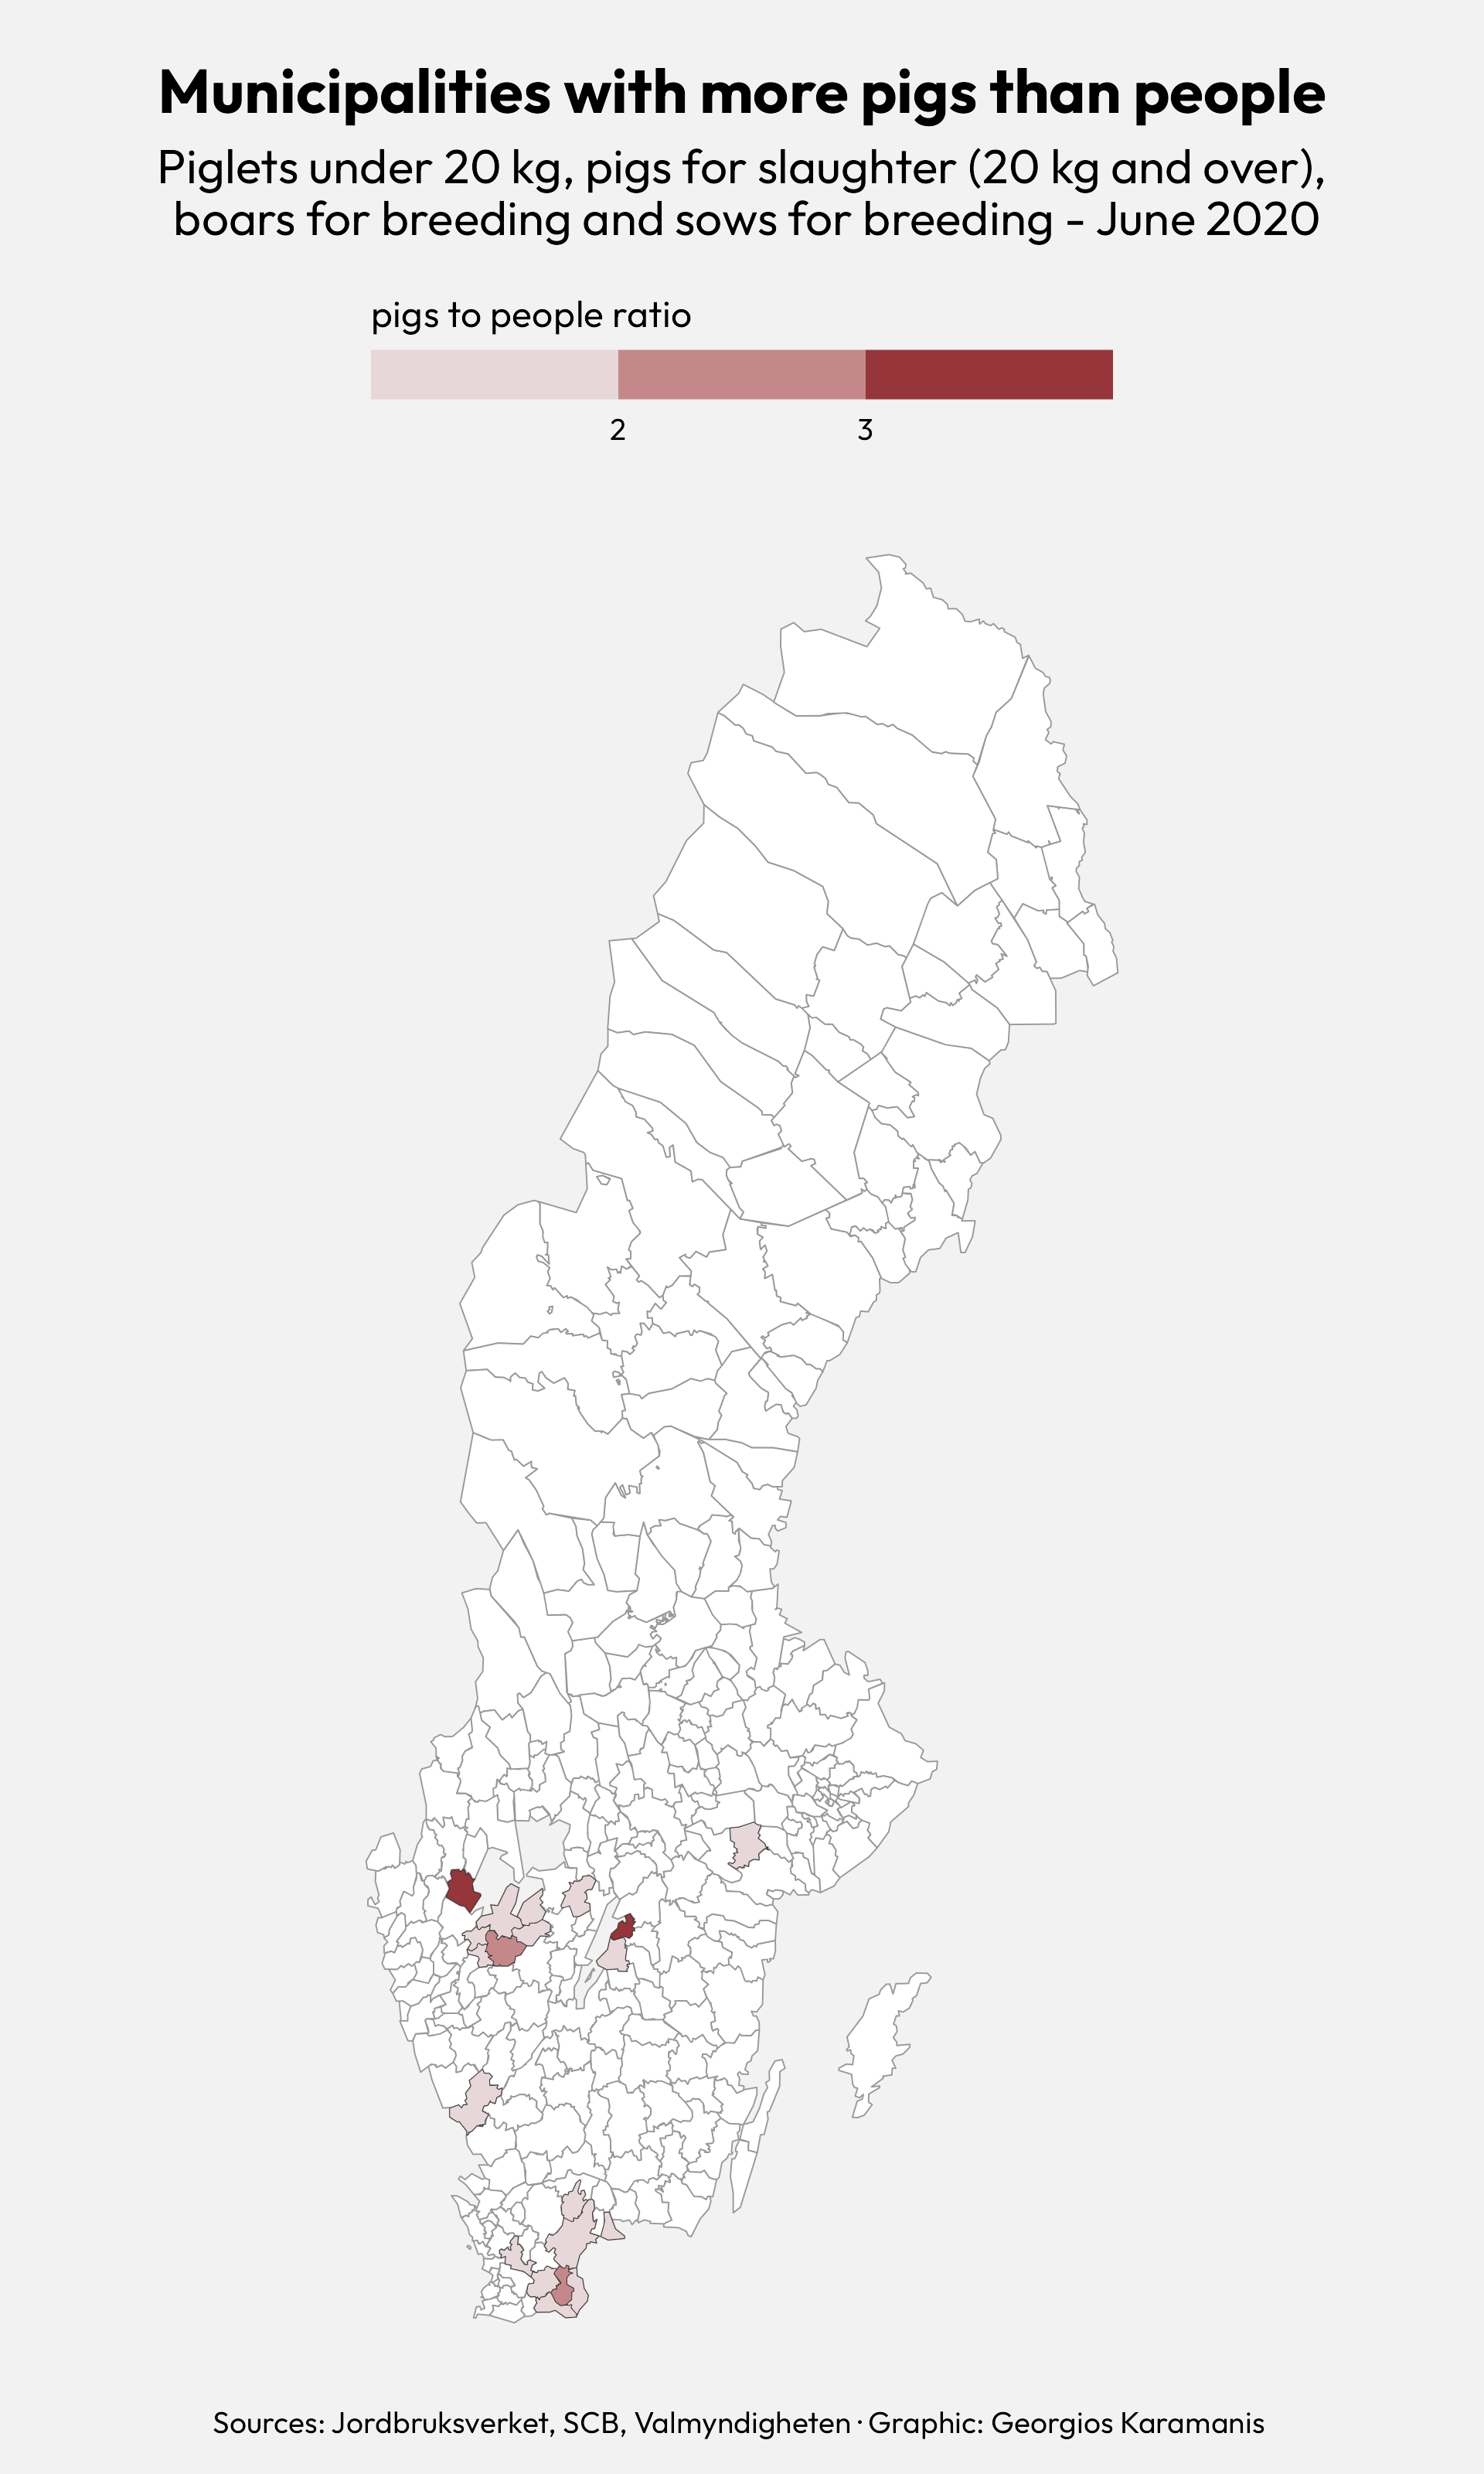 Municipalities with more pigs than people
Piglets under 20 kg, pigs for slaughter (20 kg and over),
boars for breeding and sows for breeding - June 2020
pigs to people ratio
2 3
Sources: Jordbruksverket, SCB, Valmyndigheten · Graphic: Georgios Karamanis